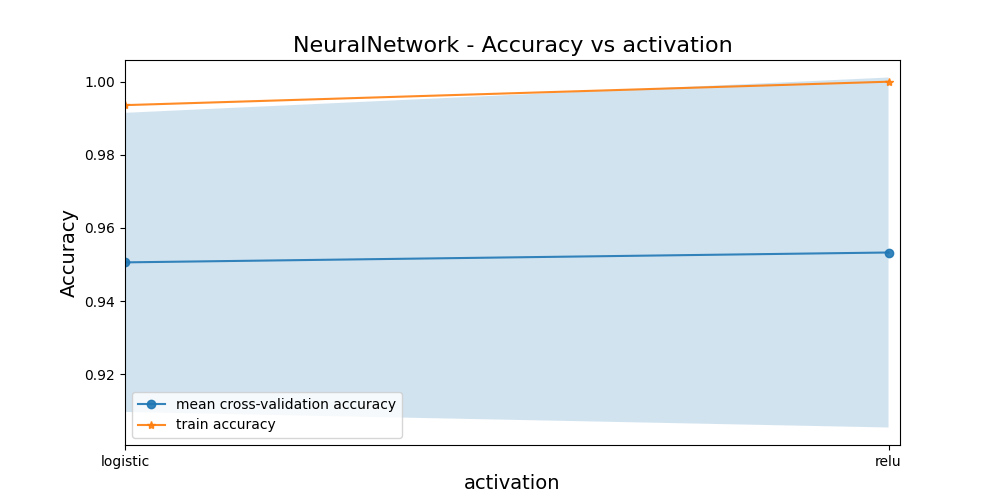 NeuralNetwork - Accuracy vs activation
Accuracy
1.00
0.98
0.96
0.94
0.92
mean cross-validation accuracy
train accuracy
logistic
relu
activation